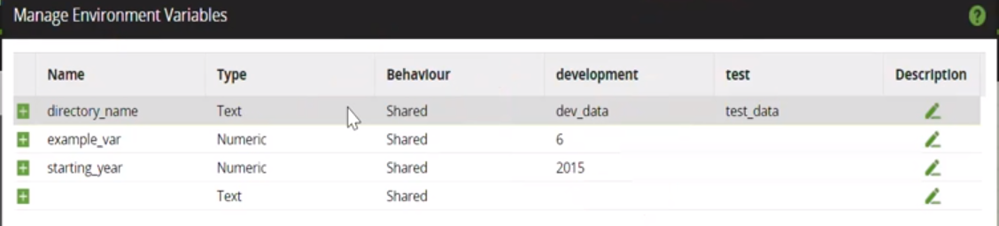 Manage Environment Variables ?
Name Type Behaviour development test Description
directory_name Text Shared dev_data test_data
example_var Numeric Shared 6
starting_year Numeric Shared 2015
Text Shared